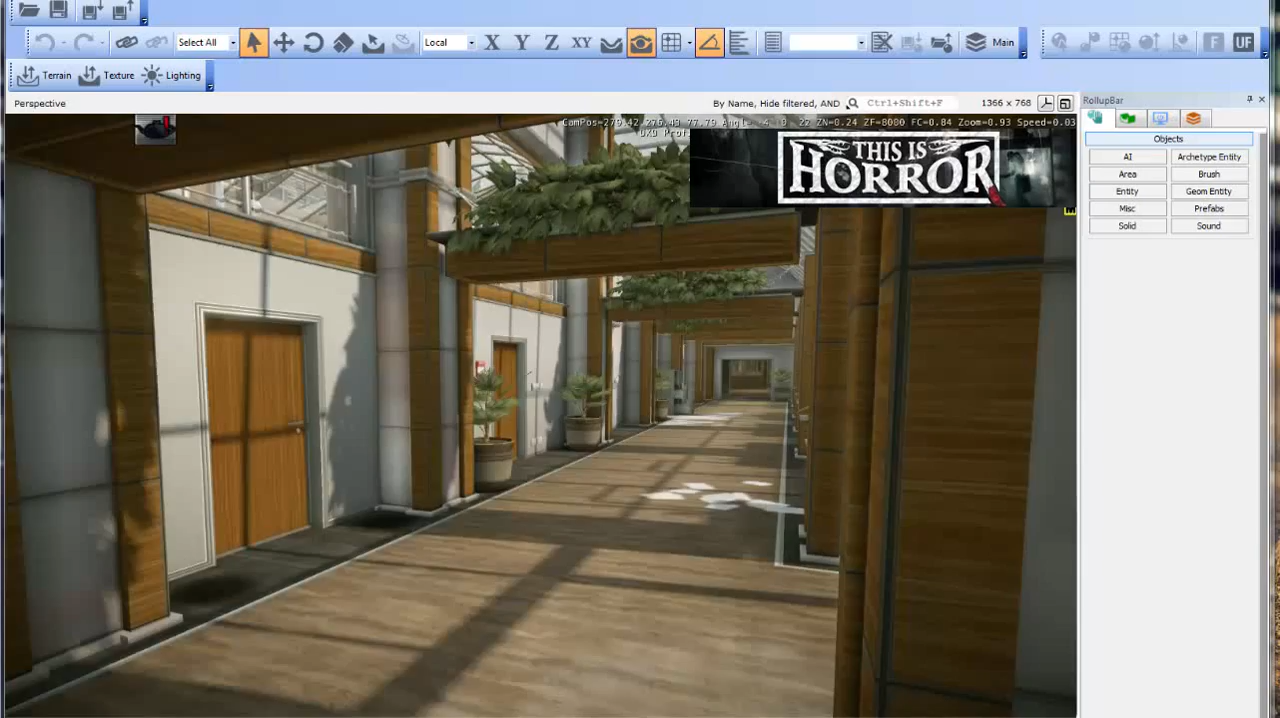 Select All
Local
X
Y
Z
XY
Main
F
UF
Terrain
Texture
Lighting
Perspective
By Name, Hide filtered, AND
Ctrl+Shift+F
1366 x 768
RollupBar
THIS IS
HORROR
Objects
AI
Archetype Entity
Area
Brush
Entity
Geom Entity
Misc
Prefabs
Solid
Sound